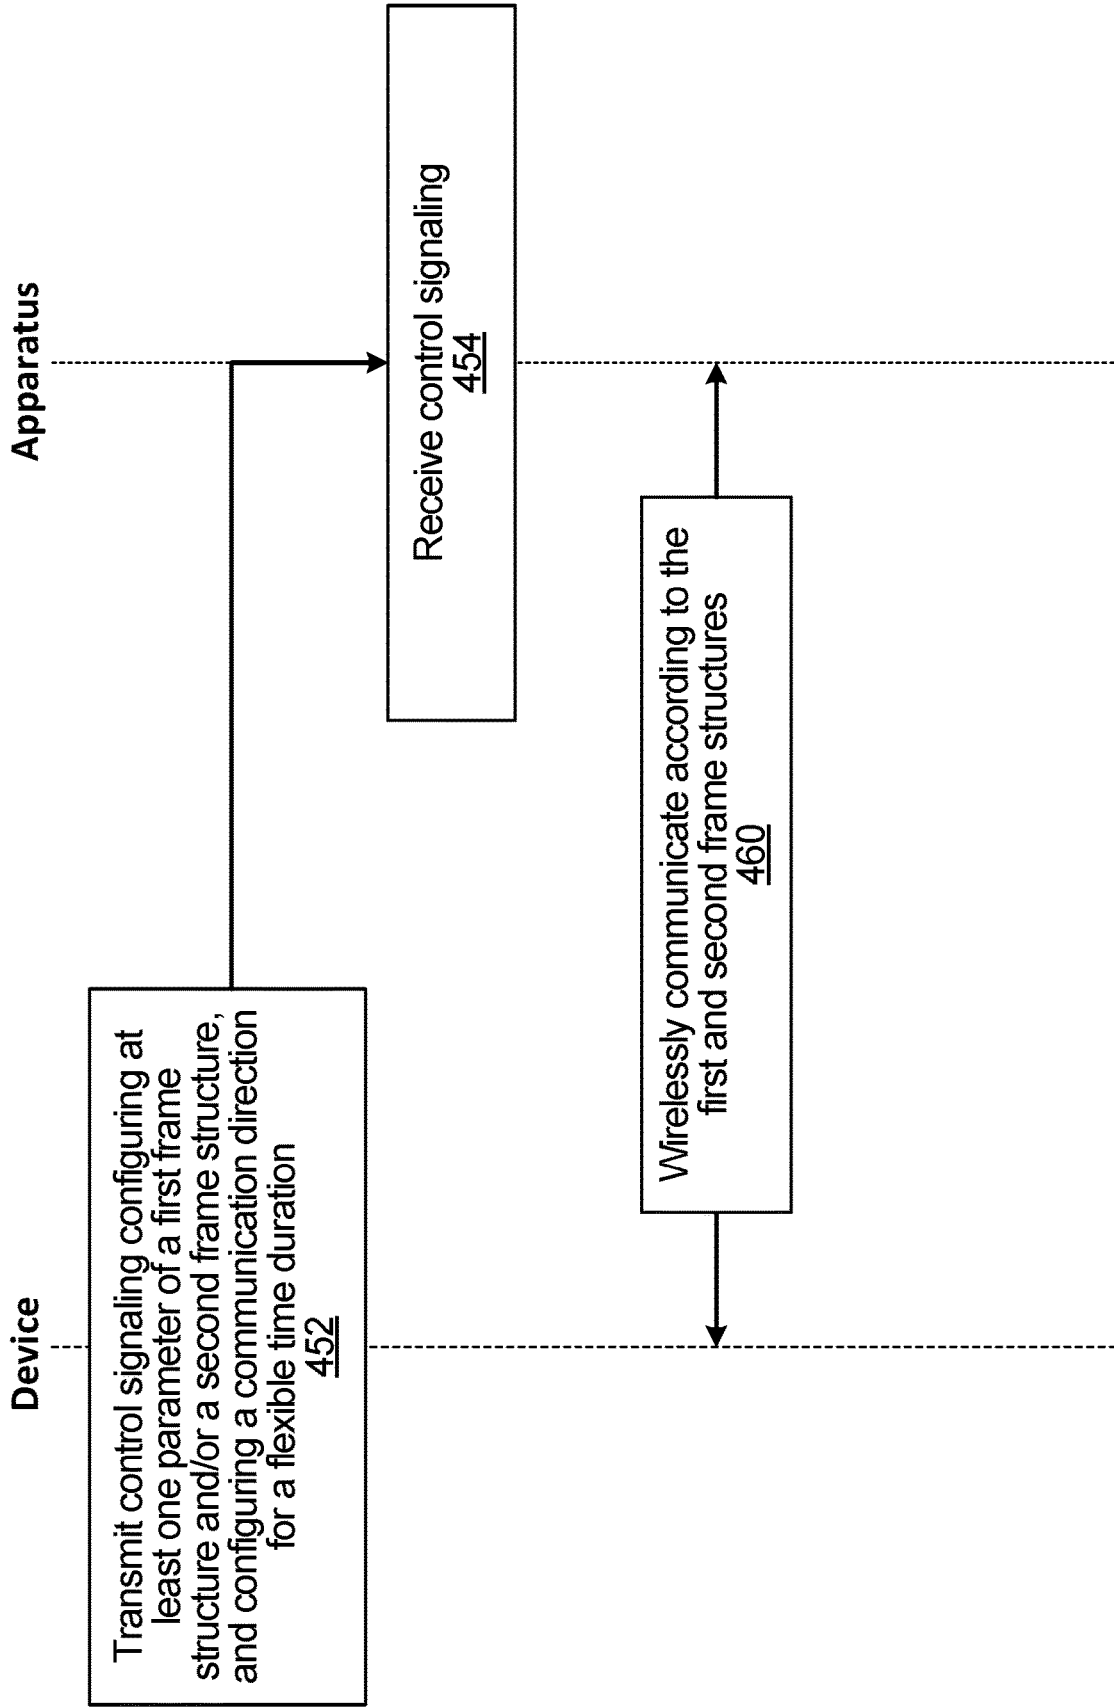 Device
Apparatus
Transmit control signaling configuring at
least one parameter of a first frame
structure and/or a second frame structure,
and configuring a communication direction
for a flexible time duration
452
Receive control signaling
454
Wirelessly communicate according to the
first and second frame structures
460